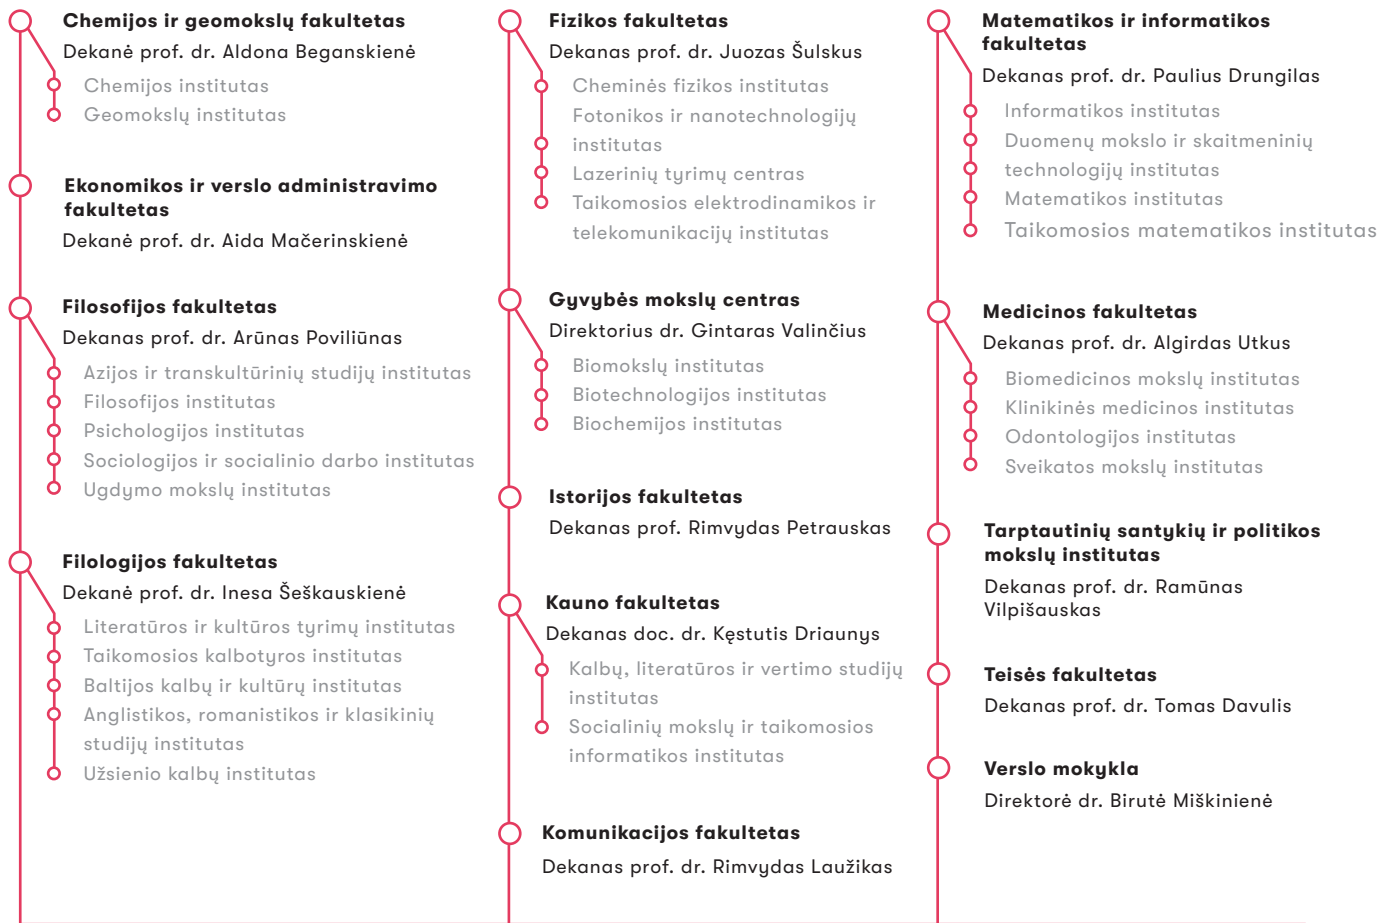 Chemijos ir geomokslų fakultetas
Dekanė prof. dr. Aldona Beganskienė
Chemijos institutas
Geomokslų institutas
Ekonomikos ir verslo administravimo
fakultetas
Dekanė prof. dr. Aida Mačerinskienė
Filosofijos fakultetas
Dekanas prof. dr. Arūnas Poviliūnas
Azijos ir transkultūrinių studijų institutas
Filosofijos institutas
Psichologijos institutas
Sociologijos ir socialinio darbo institutas
Ugdymo mokslų institutas
Filologijos fakultetas
Dekanė prof. dr. Inesa Šeškauskienė
Literatūros ir kultūros tyrimų institutas
Taikomosios kalbotyros institutas
Baltijos kalbų ir kultūrų institutas
Anglistikos, romanistikos ir klasikinių
studijų institutas
Užsienio kalbų institutas
Fizikos fakultetas
Dekanas prof. dr. Juozas Šulskus
Cheminės fizikos institutas
Fotonikos ir nanotechnologijų
institutas
Lazerinių tyrimų centras
Taikomosios elektrodinamikos ir
telekomunikacijų institutas
Gyvybės mokslų centras
Direktorius dr. Gintaras Valinčius
Biomokslų institutas
Biotechnologijos institutas
Biochemijos institutas
Istorijos fakultetas
Dekanas prof. Rimvydas Petrauskas
Kauno fakultetas
Dekanas doc. dr. Kęstutis Driaunys
Kalbų, literatūros ir vertimo studijų
institutas
Socialinių mokslų ir taikomosios
informatikos institutas
Komunikacijos fakultetas
Dekanas prof. dr. Rimvydas Laužikas
Matematikos ir informatikos
fakultetas
Dekanas prof. dr. Paulius Drungilas
Informatikos institutas
Duomenų mokslo ir skaitmeninių
technologijų institutas
Matematikos institutas
Taikomosios matematikos institutas
Medicinos fakultetas
Dekanas prof. dr. Algirdas Utkus
Biomedicinos mokslų institutas
Klinikinės medicinos institutas
Odontologijos institutas
Sveikatos mokslų institutas
Tarptautinių santykių ir politikos
mokslų institutas
Dekanas prof. dr. Ramūnas
Vilpišauskas
Teisės fakultetas
Dekanas prof. dr. Tomas Davulis
Verslo mokykla
Direktorė dr. Birutė Miškinienė